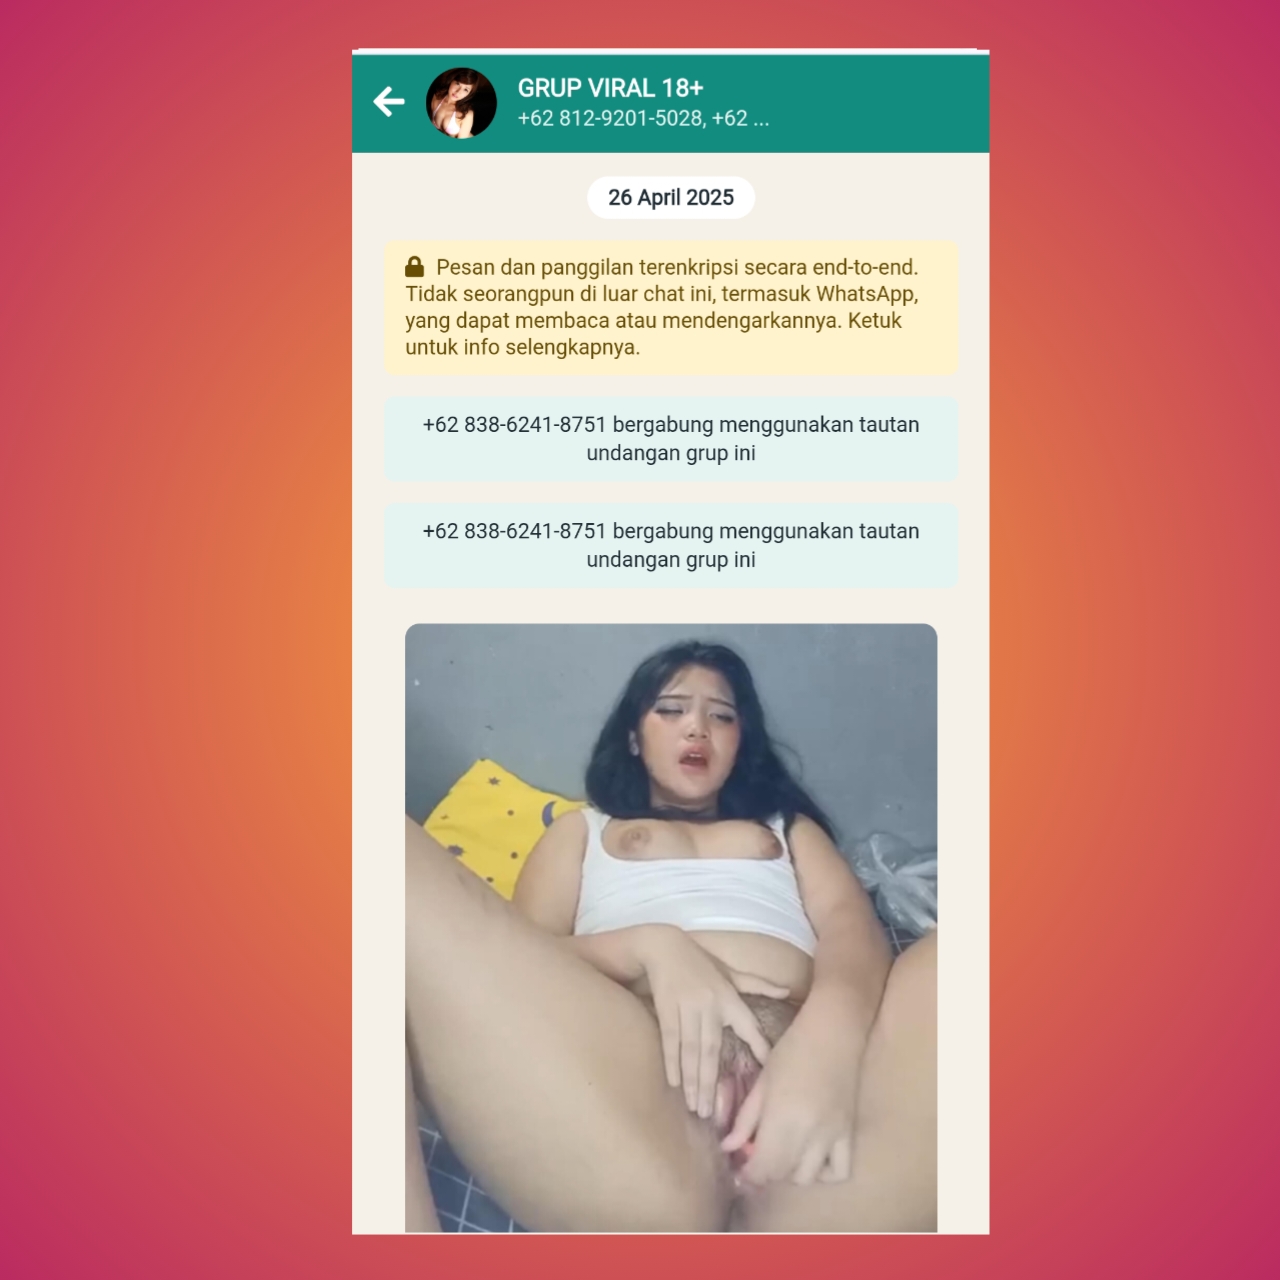 GRUP VIRAL 18+
+62 812-9201-5028, +62 ...
26 April 2025
Pesan dan panggilan terenkripsi secara end-to-end.
Tidak seorangpun di luar chat ini, termasuk WhatsApp,
yang dapat membaca atau mendengarkannya. Ketuk
untuk info selengkapnya.
+62 838-6241-8751 bergabung menggunakan tautan
undangan grup ini
+62 838-6241-8751 bergabung menggunakan tautan
undangan grup ini